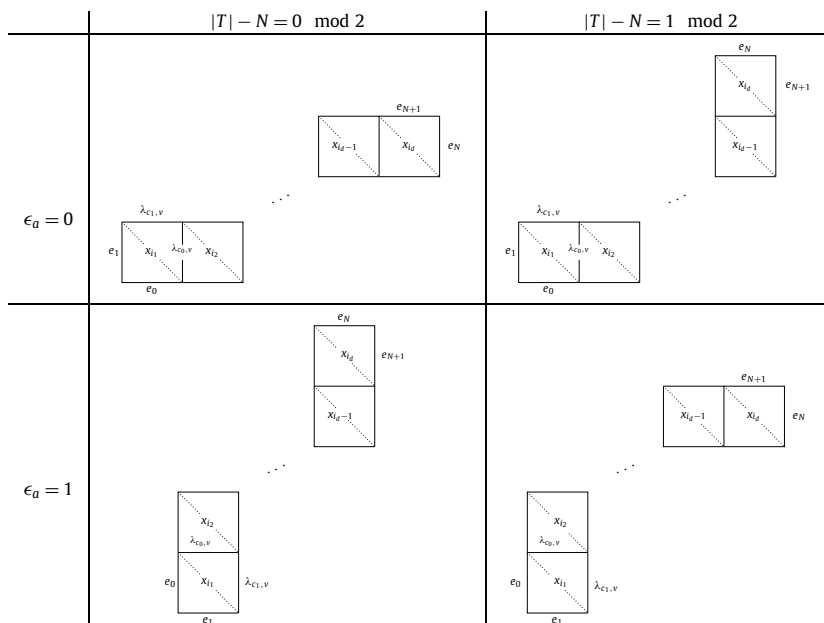 |T| − N = 0 mod 2
|T| − N = 1 mod 2
ϵ_a = 0
e_{N+1}
x_{i_d−1} x_{i_d} e_N
⋰
λ_{c_1,v}
e_1 x_{i_1} λ_{c_0,v} x_{i_2}
e_0
e_N
x_{i_d} e_{N+1}
x_{i_d−1}
⋰
λ_{c_1,v}
e_1 x_{i_1} λ_{c_0,v} x_{i_2}
e_0
ϵ_a = 1
e_N
x_{i_d} e_{N+1}
x_{i_d−1}
⋰
x_{i_2}
λ_{c_0,v}
e_0 x_{i_1} λ_{c_1,v}
e_1
e_{N+1}
x_{i_d−1} x_{i_d} e_N
⋰
x_{i_2}
λ_{c_0,v}
e_0 x_{i_1} λ_{c_1,v}
e_1